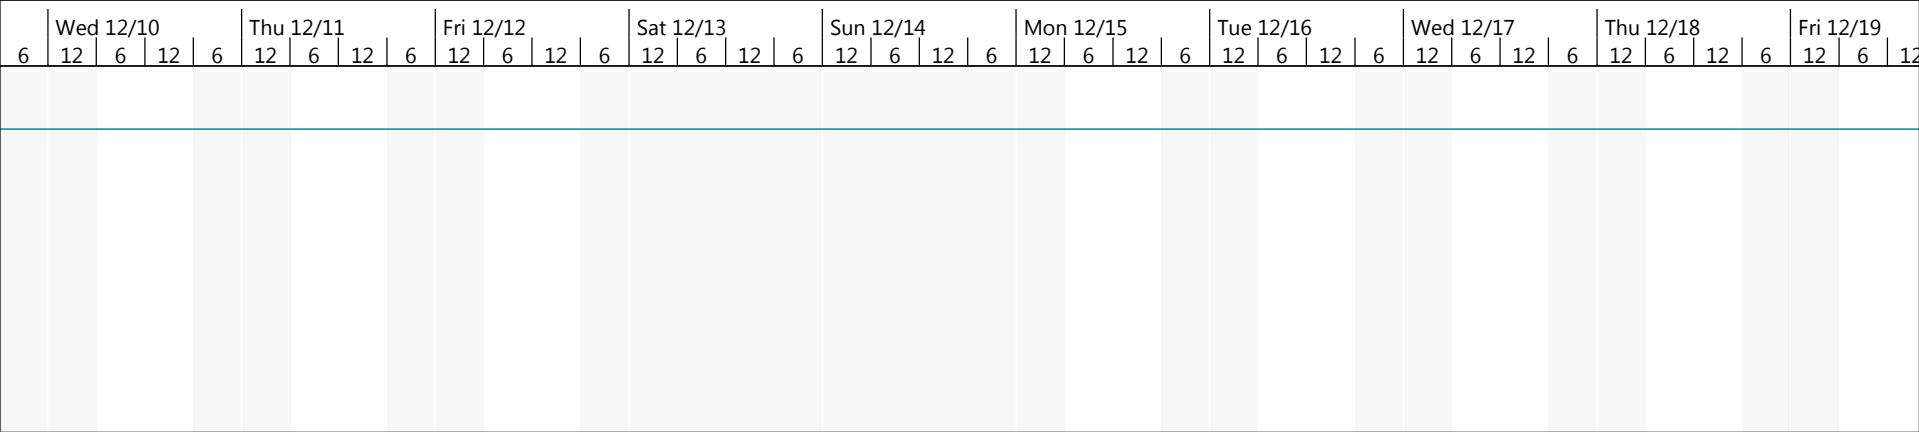 Wed 12/10 Thu 12/11 Fri 12/12 Sat 12/13 Sun 12/14 Mon 12/15 Tue 12/16 Wed 12/17 Thu 12/18 Fri 12/19
6 12 6 12 6 12 6 12 6 12 6 12 6 12 6 12 6 12 6 12 6 12 6 12 6 12 6 12 6 12 6 12 6 12 6 12 6 12 6 12